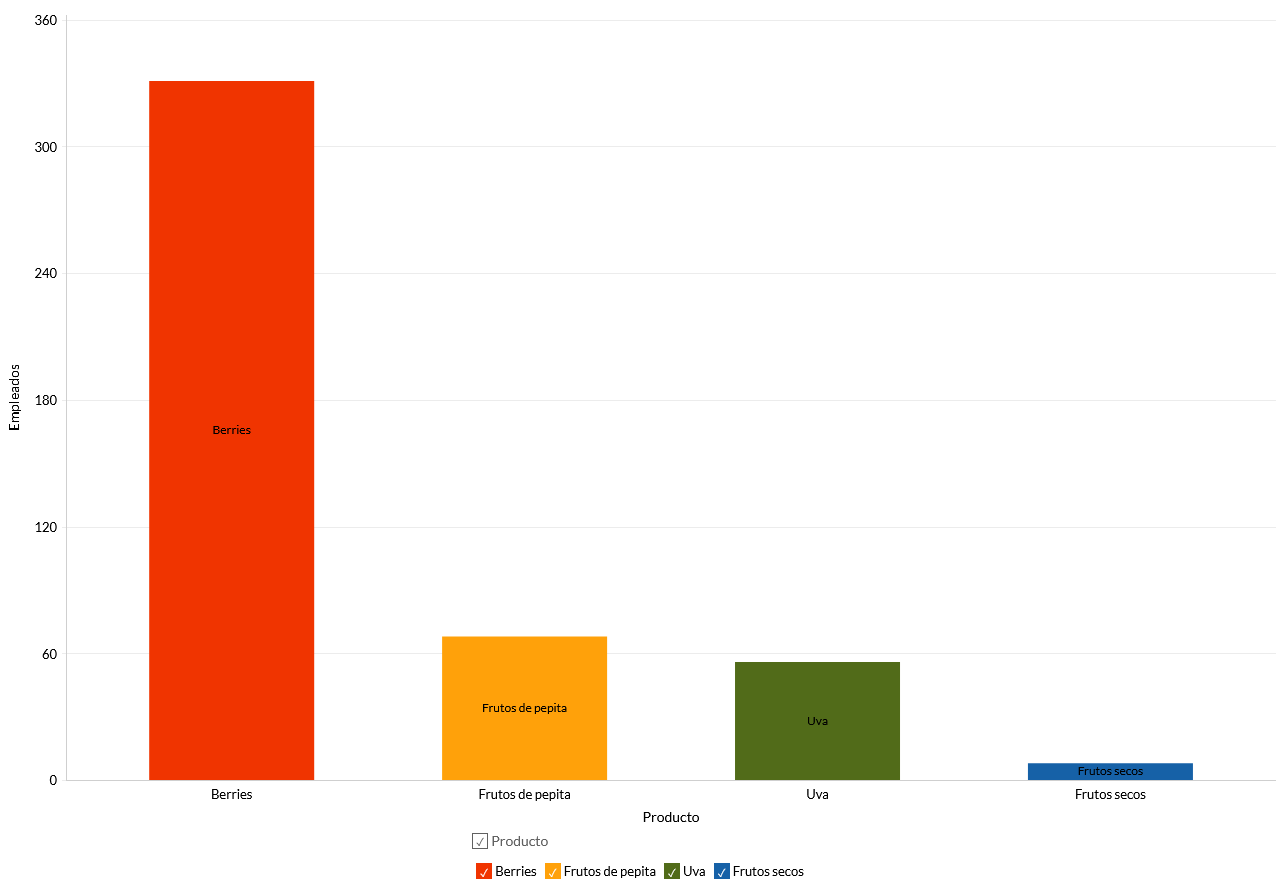 360
300
240
180
120
60
0
Empleados
Berries
Frutos de pepita
Uva
Frutos secos
Berries
Frutos de pepita
Uva
Frutos secos
Producto
Producto
Berries Frutos de pepita Uva Frutos secos